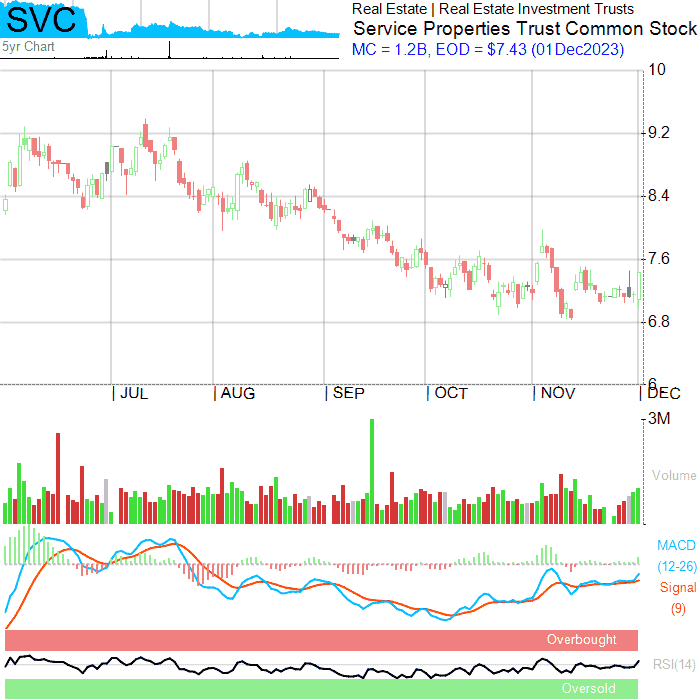 SVC
5yr Chart
Real Estate | Real Estate Investment Trusts
Service Properties Trust Common Stock
MC = 1.2B, EOD = $7.43 (01Dec2023)
10
9.2
8.4
7.6
6.8
6
JUL AUG SEP OCT NOV DEC
3M
Volume
MACD
(12-26)
Signal
(9)
Overbought
RSI(14)
Oversold